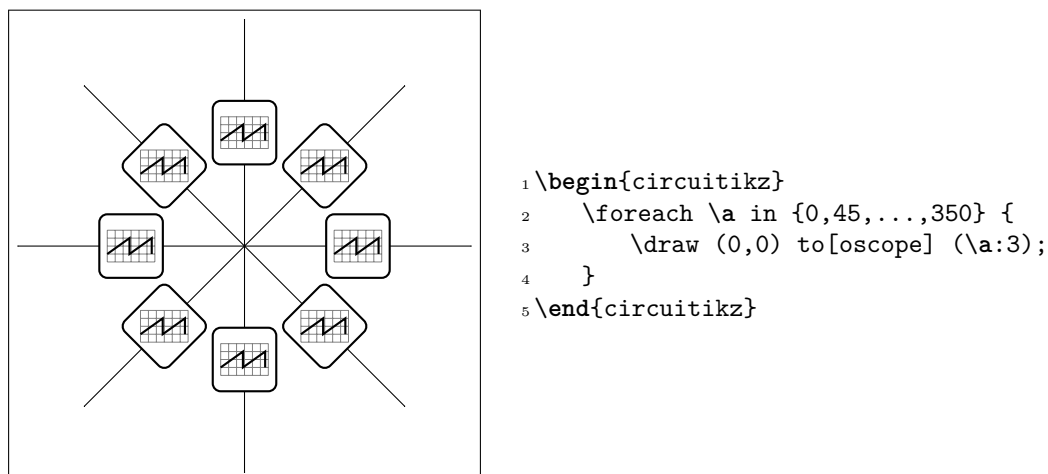 1 \begin{circuitikz}
2     \foreach \a in {0,45,...,350} {
3         \draw (0,0) to[oscope] (\a:3);
4     }
5 \end{circuitikz}